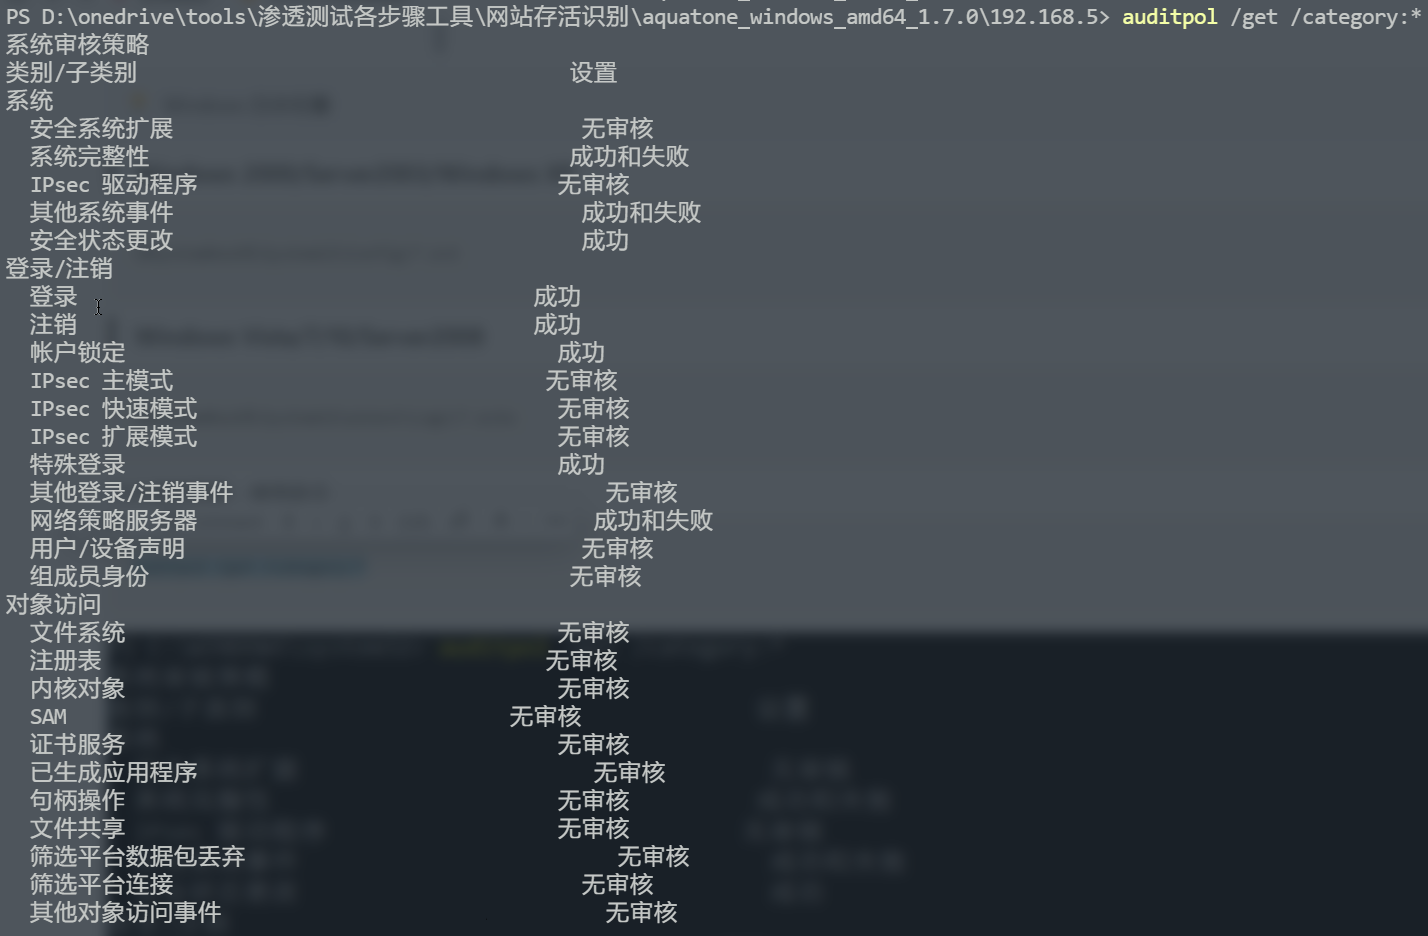 PS D:\onedrive\tools\渗透测试各步骤工具\网站存活识别\aquatone_windows_amd64_1.7.0\192.168.5> auditpol /get /category:*
系统审核策略
类别/子类别 设置
系统
安全系统扩展 无审核
系统完整性 成功和失败
IPsec 驱动程序 无审核
其他系统事件 成功和失败
安全状态更改 成功
登录/注销
登录 成功
注销 成功
帐户锁定 成功
IPsec 主模式 无审核
IPsec 快速模式 无审核
IPsec 扩展模式 无审核
特殊登录 成功
其他登录/注销事件 无审核
网络策略服务器 成功和失败
用户/设备声明 无审核
组成员身份 无审核
对象访问
文件系统 无审核
注册表 无审核
内核对象 无审核
SAM 无审核
证书服务 无审核
已生成应用程序 无审核
句柄操作 无审核
文件共享 无审核
筛选平台数据包丢弃 无审核
筛选平台连接 无审核
其他对象访问事件 无审核